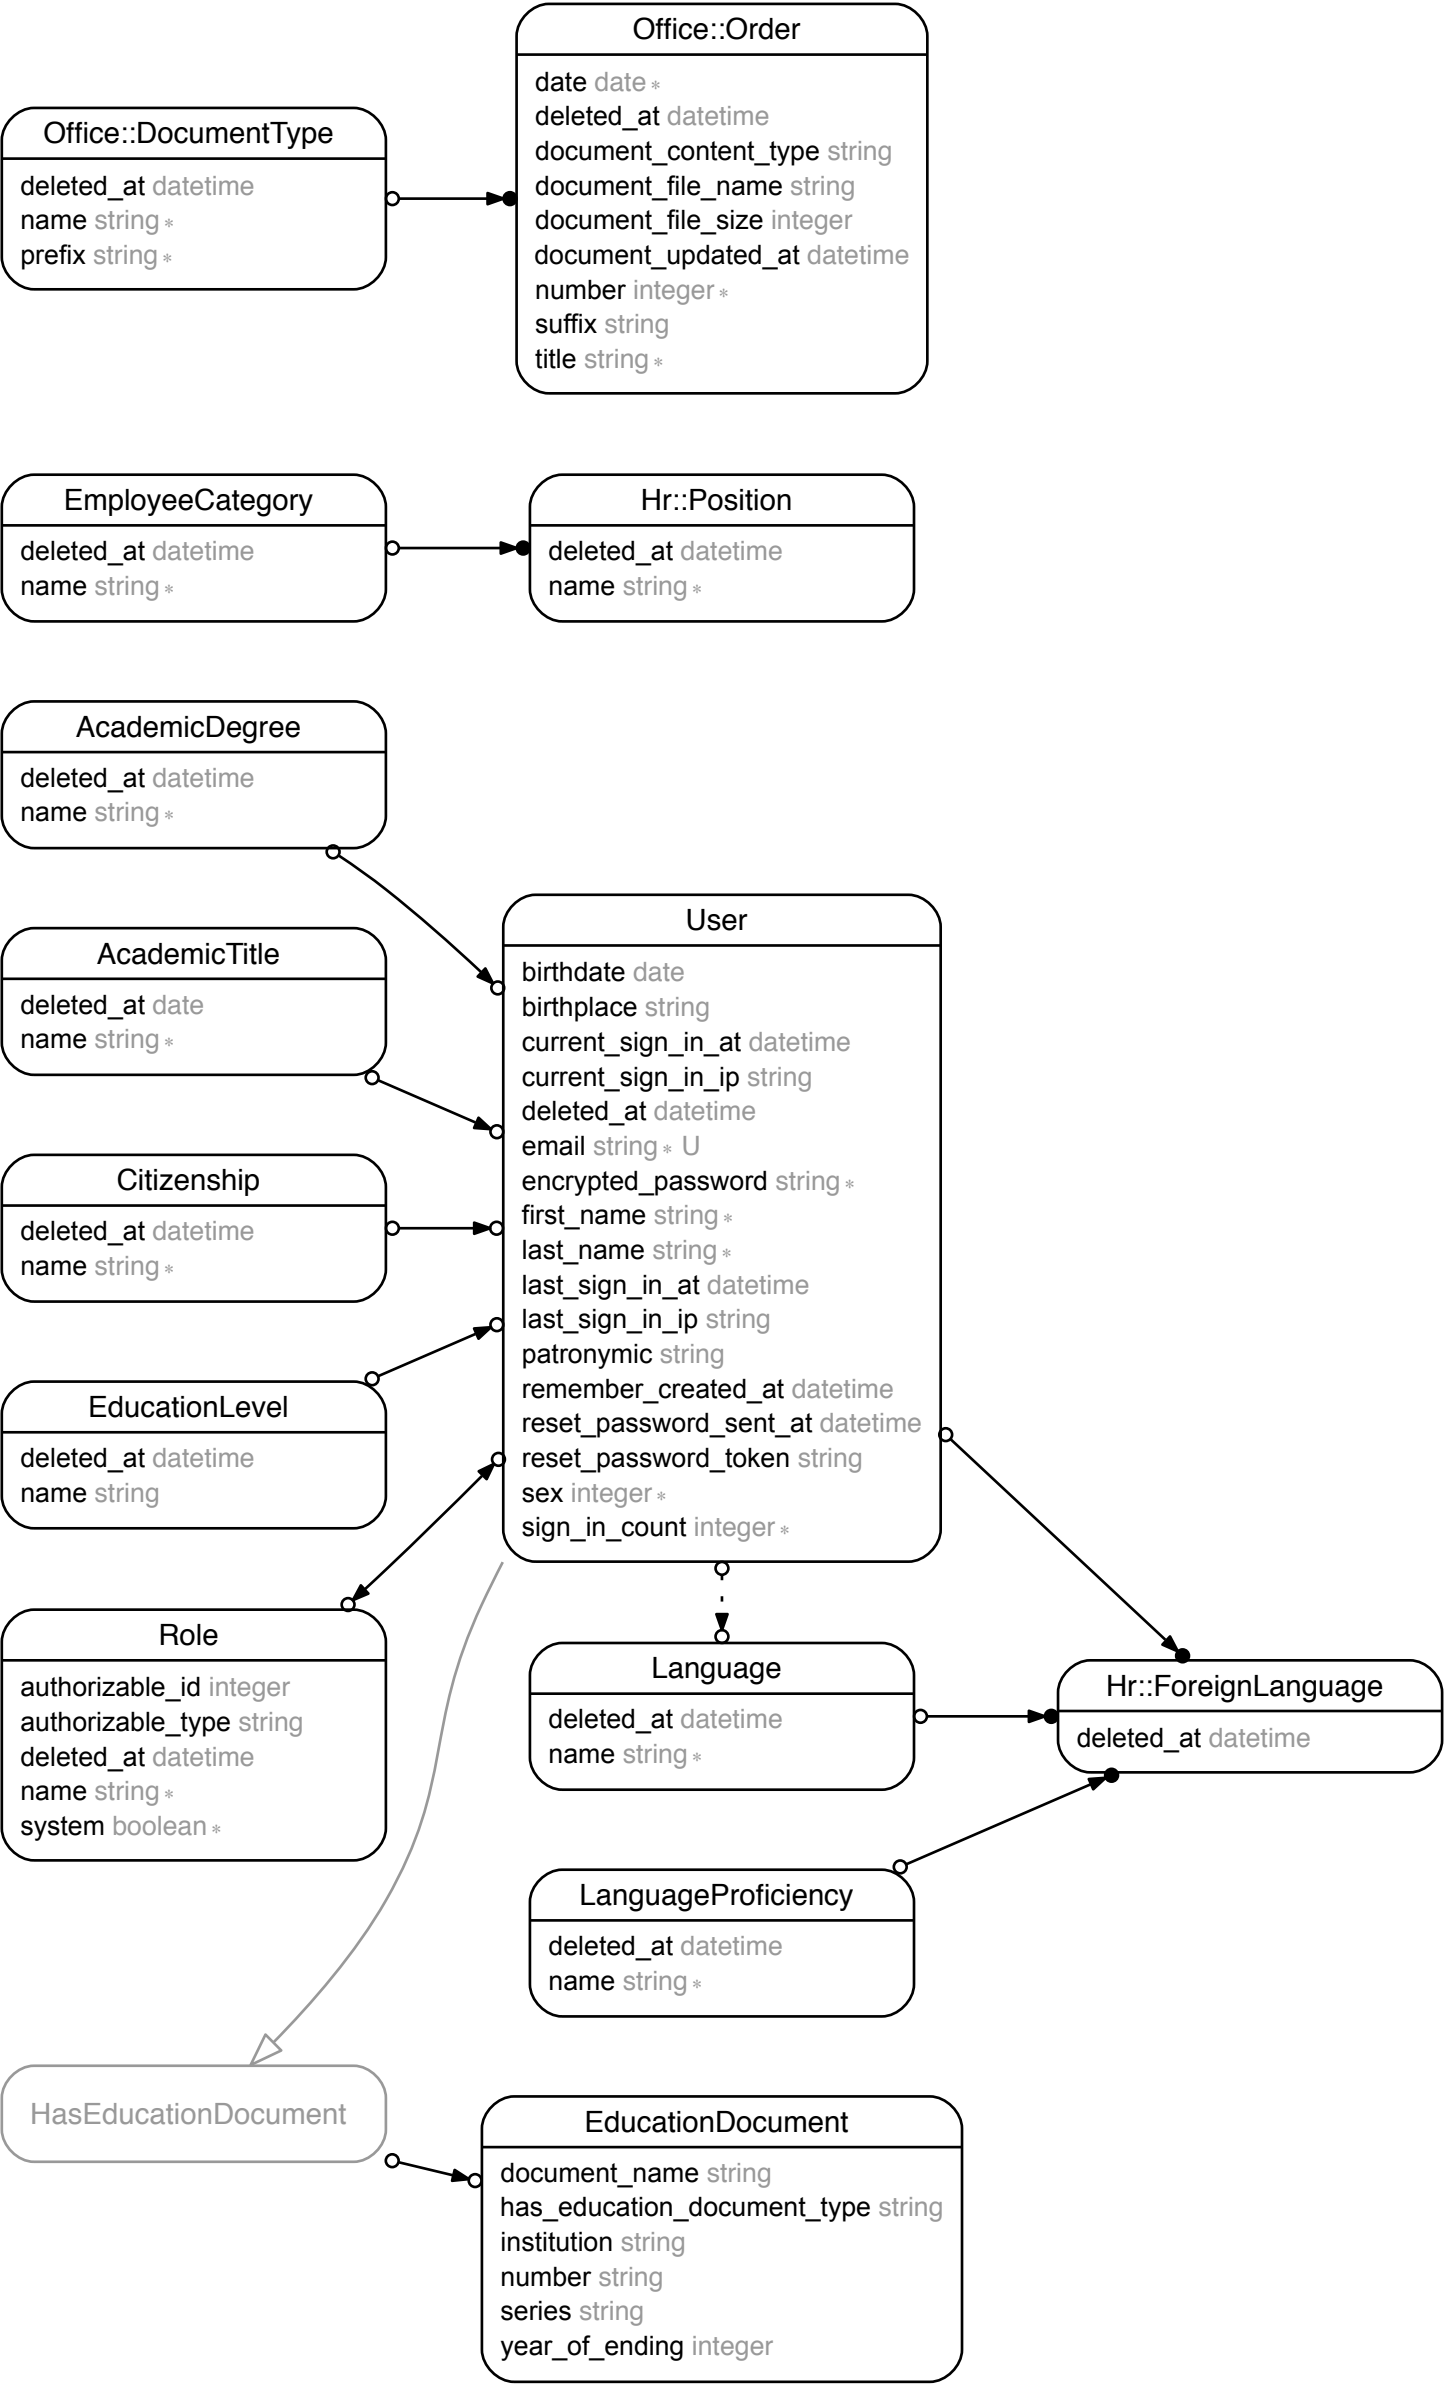 Office::Order
date date *
deleted_at datetime
document_content_type string
document_file_name string
document_file_size integer
document_updated_at datetime
number integer *
suffix string
title string *
Office::DocumentType
deleted_at datetime
name string *
prefix string *
EmployeeCategory
deleted_at datetime
name string *
Hr::Position
deleted_at datetime
name string *
AcademicDegree
deleted_at datetime
name string *
AcademicTitle
deleted_at date
name string *
Citizenship
deleted_at datetime
name string *
EducationLevel
deleted_at datetime
name string
Role
authorizable_id integer
authorizable_type string
deleted_at datetime
name string *
system boolean *
User
birthdate date
birthplace string
current_sign_in_at datetime
current_sign_in_ip string
deleted_at datetime
email string * U
encrypted_password string *
first_name string *
last_name string *
last_sign_in_at datetime
last_sign_in_ip string
patronymic string
remember_created_at datetime
reset_password_sent_at datetime
reset_password_token string
sex integer *
sign_in_count integer *
Language
deleted_at datetime
name string *
Hr::ForeignLanguage
deleted_at datetime
LanguageProficiency
deleted_at datetime
name string *
HasEducationDocument
EducationDocument
document_name string
has_education_document_type string
institution string
number string
series string
year_of_ending integer